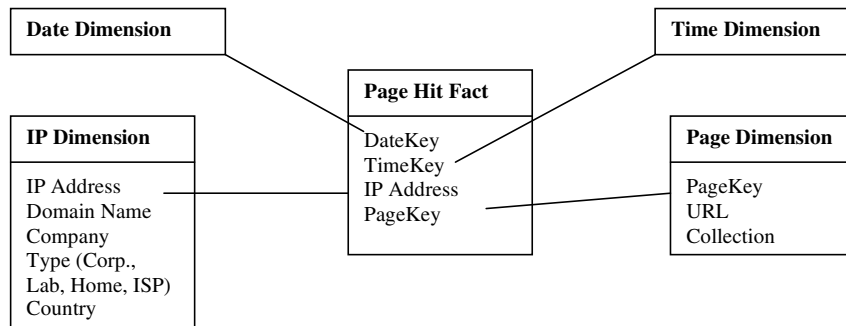 Date Dimension
Time Dimension
Page Hit Fact
DateKey
TimeKey
IP Address
PageKey
IP Dimension
IP Address
Domain Name
Company
Type (Corp.,
Lab, Home, ISP)
Country
Page Dimension
PageKey
URL
Collection